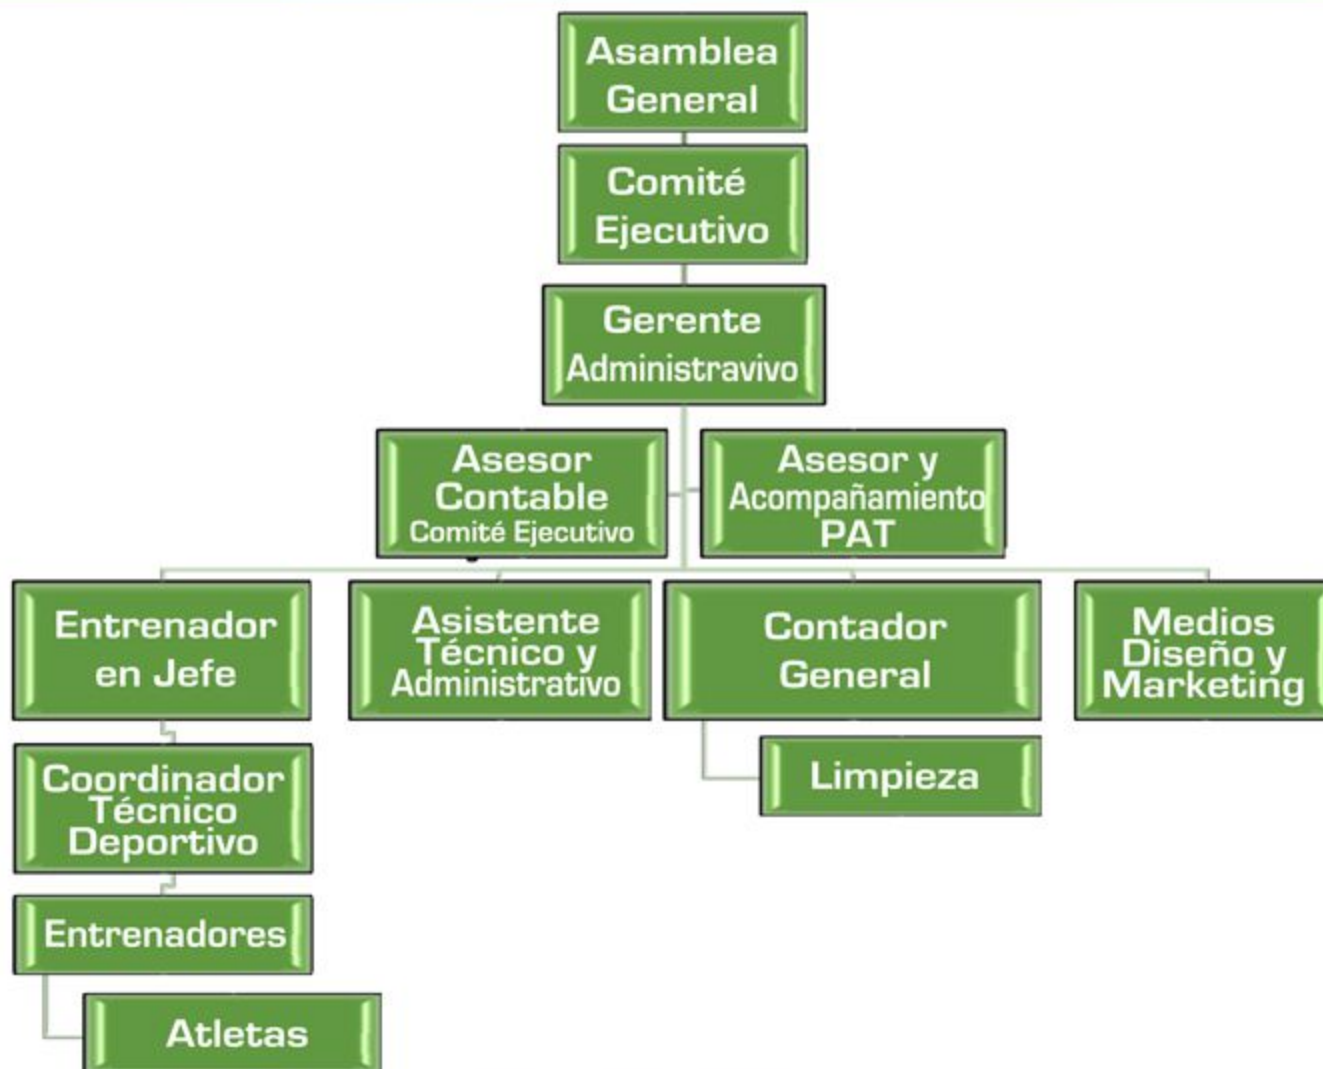 Asamblea
General
Comité
Ejecutivo
Gerente
Administravivo
Asesor
Contable
Comité Ejecutivo
Asesor y
Acompañamiento
PAT
Entrenador
en Jefe
Asistente
Técnico y
Administrativo
Contador
General
Medios
Diseño y
Marketing
Coordinador
Técnico
Deportivo
Limpieza
Entrenadores
Atletas